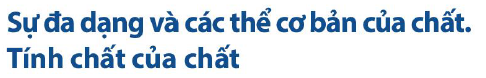 Sự đa dạng và các thể cơ bản của chất.
Tính chất của chất